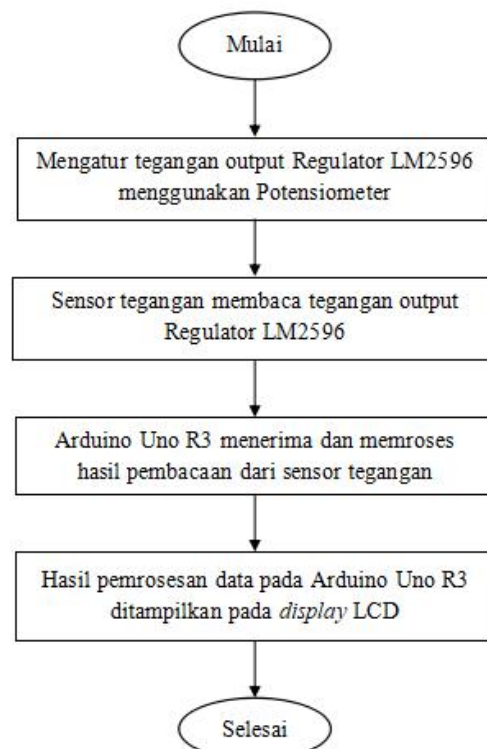 Mulai
Mengatur tegangan output Regulator LM2596
menggunakan Potensiometer
Sensor tegangan membaca tegangan output
Regulator LM2596
Arduino Uno R3 menerima dan memroses
hasil pembacaan dari sensor tegangan
Hasil pemrosesan data pada Arduino Uno R3
ditampilkan pada display LCD
Selesai